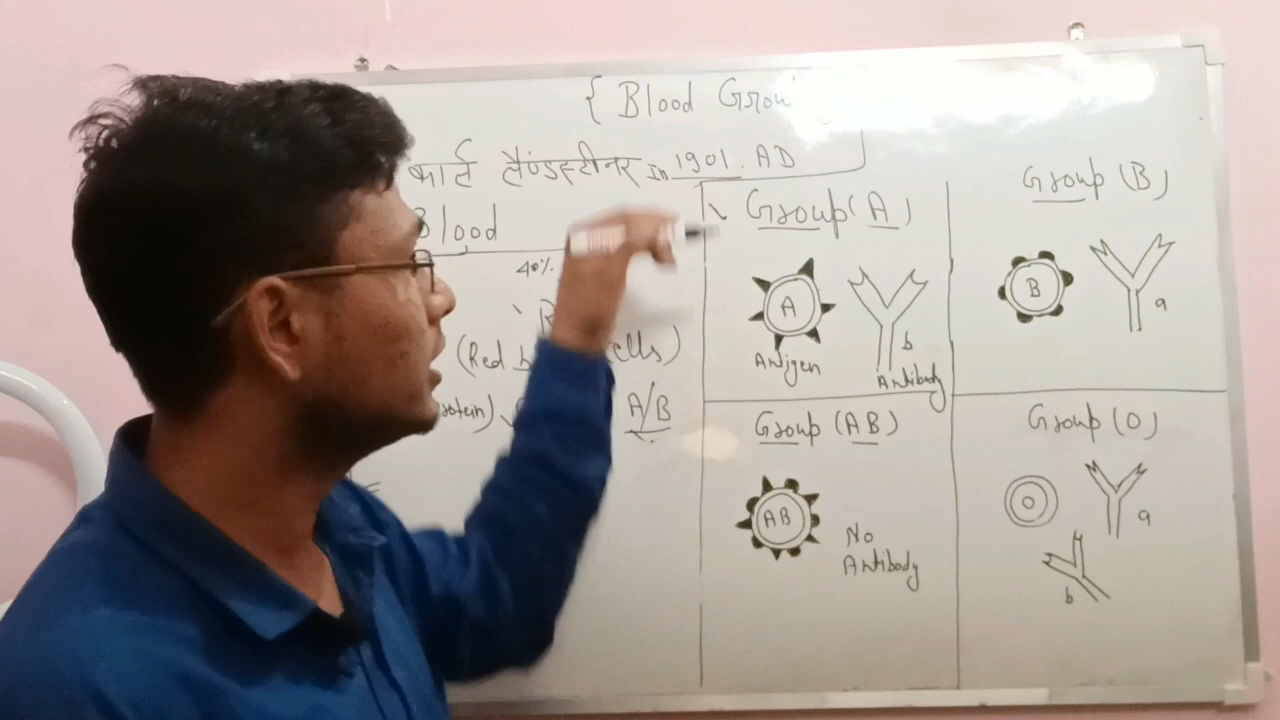 { Blood Grou
कार्ल लैण्डस्टीनर In 1901. AD
Blood
40%
(Red b cells)
otein) A/B
Group (A)
A
Antigen
b
Antibody
Group (B)
B
a
Group (AB)
AB
No
Antibody
Group (O)
O
a
b